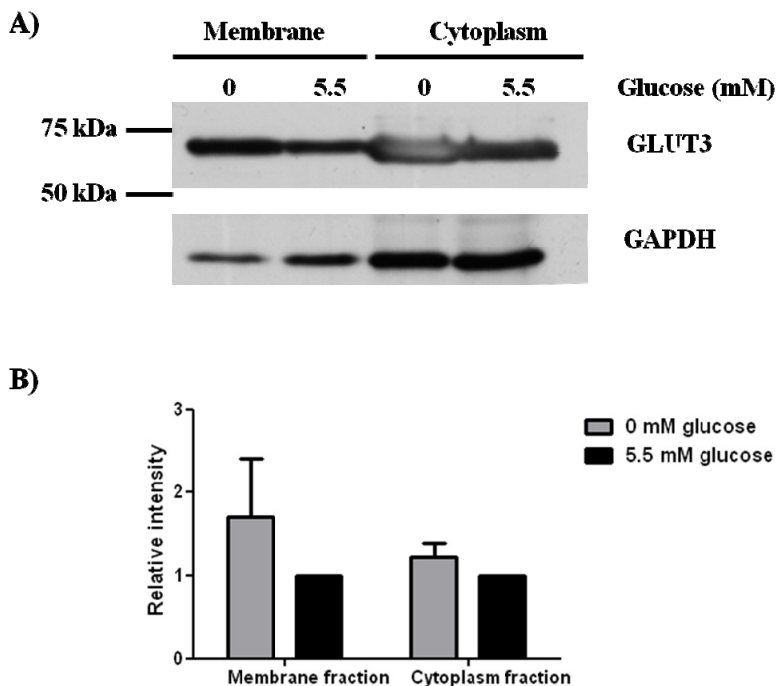 A)
Membrane Cytoplasm
0 5.5 0 5.5 Glucose (mM)
75 kDa
GLUT3
50 kDa
GAPDH
B)
3
2
1
0
Relative intensity
0 mM glucose
5.5 mM glucose
Membrane fraction Cytoplasm fraction